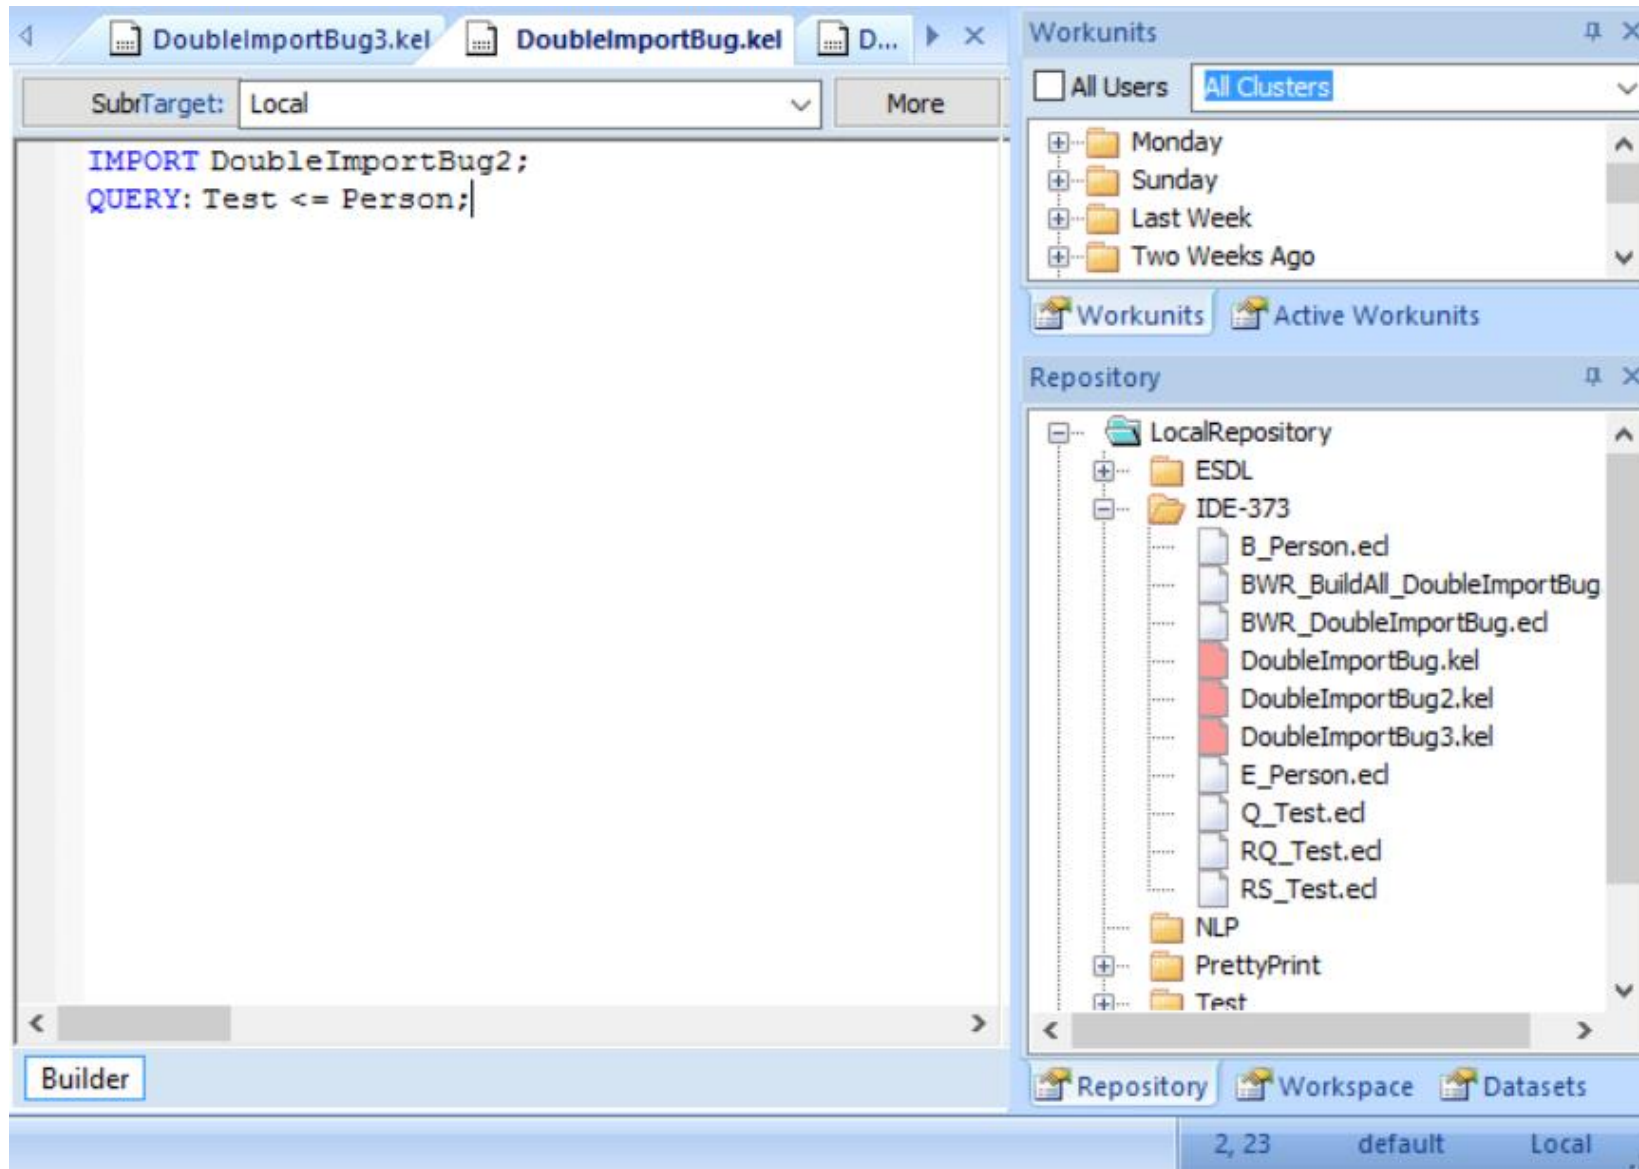 DoubleImportBug3.kel
DoubleImportBug.kel
D...
Target:
Local
More
IMPORT DoubleImportBug2;
QUERY: Test <= Person;
Builder
Workunits
All Users
All Clusters
Monday
Sunday
Last Week
Two Weeks Ago
Workunits
Active Workunits
Repository
LocalRepository
ESDL
IDE-373
B_Person.ecl
BWR_BuildAll_DoubleImportBug
BWR_DoubleImportBug.ecl
DoubleImportBug.kel
DoubleImportBug2.kel
DoubleImportBug3.kel
E_Person.ecl
Q_Test.ecl
RQ_Test.ecl
RS_Test.ecl
NLP
PrettyPrint
Test
Repository
Workspace
Datasets
2, 23
default
Local